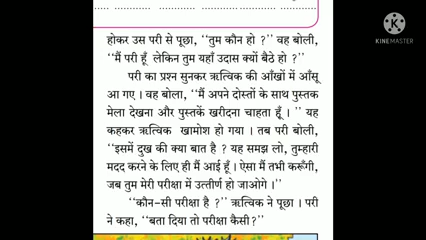 होकर उस परी से पूछा, ‘‘तुम कौन हो ?’’ वह बोली,
‘‘मैं परी हूँ लेकिन तुम यहाँ उदास क्यों बैठे हो ?’’
परी का प्रश्न सुनकर ऋत्विक की आँखों में आँसू
आ गए । वह बोला, ‘‘मैं अपने दोस्तों के साथ पुस्तक
मेला देखना और पुस्तकें खरीदना चाहता हूँ । ’’ यह
कहकर ऋत्विक खामोश हो गया । तब परी बोली,
‘‘इसमें दुख की क्या बात है ? यह समझ लो, तुम्हारी
मदद करने के लिए ही मैं आई हूँ । ऐसा मैं तभी करूँगी,
जब तुम मेरी परीक्षा में उत्तीर्ण हो जाओगे ।’’
‘‘कौन-सी परीक्षा है ?’’ ऋत्विक ने पूछा । परी
ने कहा, ‘‘बता दिया तो परीक्षा कैसी ?’’
KINEMASTER